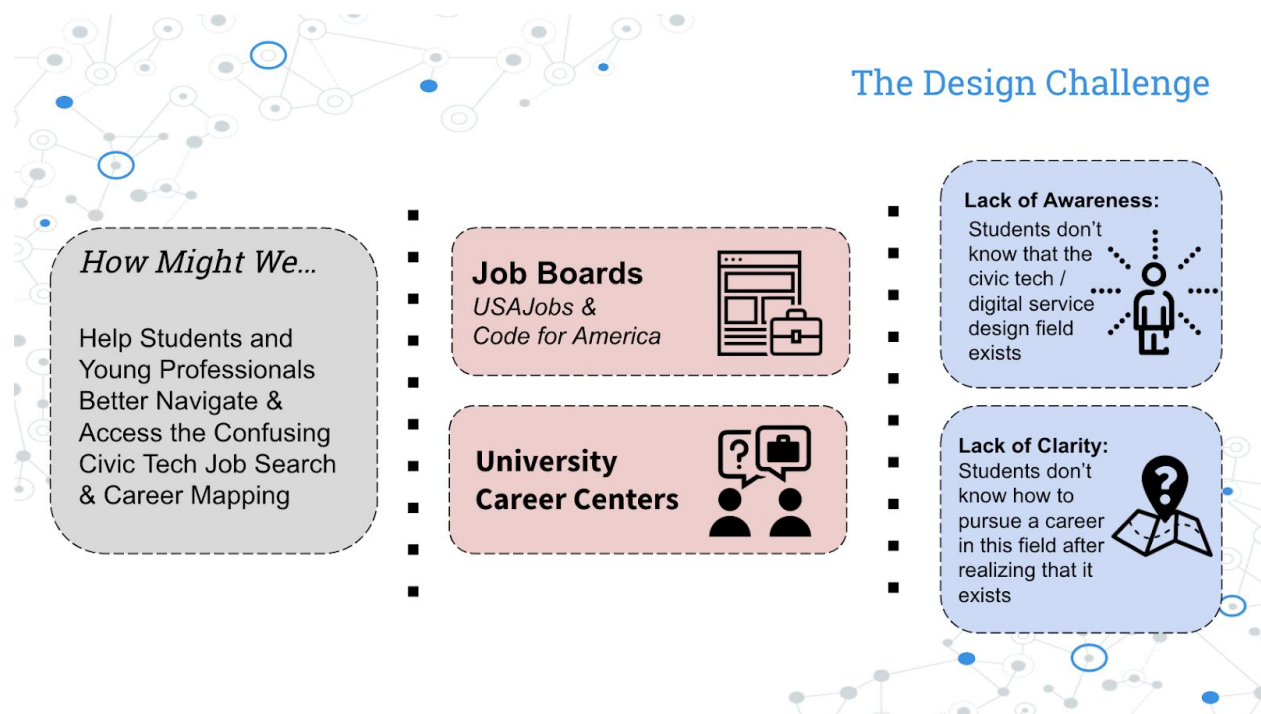 The Design Challenge
How Might We...
Help Students and
Young Professionals
Better Navigate &
Access the Confusing
Civic Tech Job Search
& Career Mapping
Job Boards
USAJobs &
Code for America
University
Career Centers
?
Lack of Awareness:
Students don’t
know that the
civic tech /
digital service
design field
exists
Lack of Clarity:
Students don’t
know how to
pursue a career
in this field after
realizing that it
exists
?